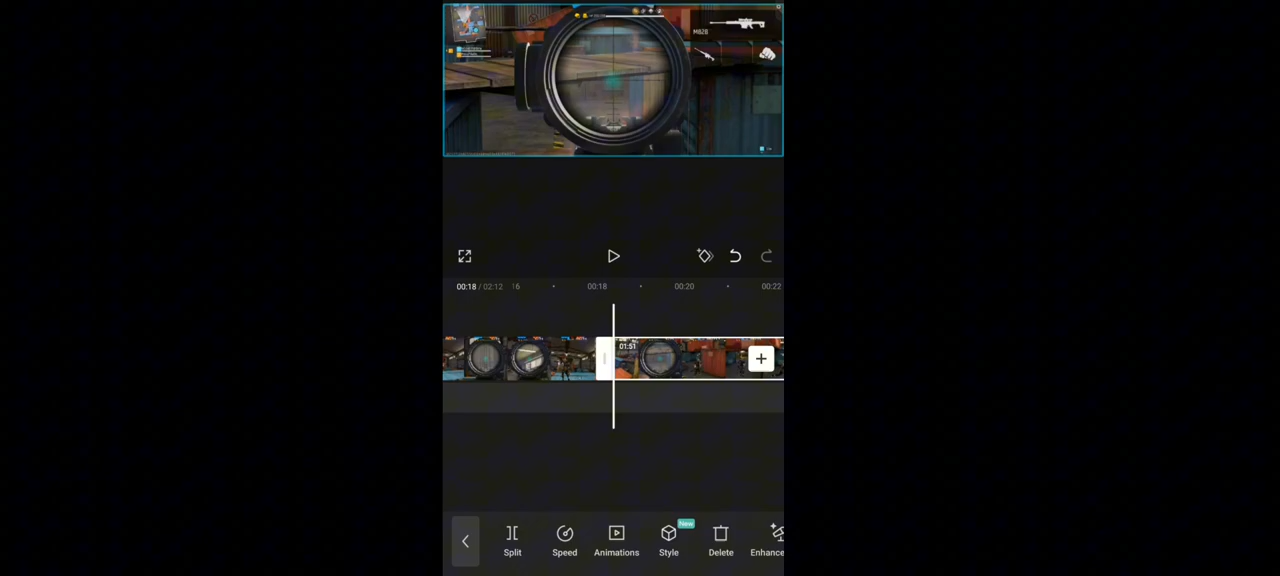 M82B
00:18 / 02:12
16
00:18
00:20
00:22
01:51
New
Split
Speed
Animations
Style
Delete
Enhance